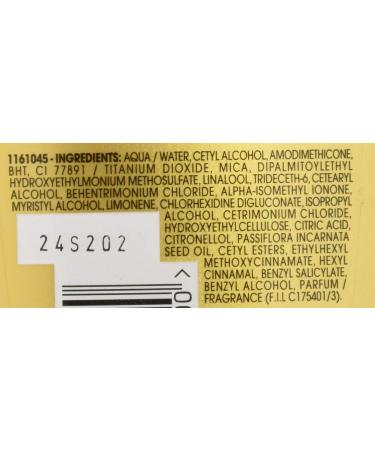 1161045 - INGREDIENTS: AQUA / WATER, CETYL ALCOHOL, AMODIMETHICONE,
BHT, CI 77891 / TITANIUM DIOXIDE, MICA, DIPALMITOYLETHYL
HYDROXYETHYLMONIUM METHOSULFATE, LINALOOL, TRIDECETH-6, CETEARYL
ALCOHOL, BEHENTRIMONIUM CHLORIDE, ALPHA-ISOMETHYL IONONE,
MYRISTYL ALCOHOL, LIMONENE, CHLORHEXIDINE DIGLUCONATE, ISOPROPYL
ALCOHOL, CETRIMONIUM CHLORIDE,
HYDROXYETHYLCELLULOSE, CITRIC ACID,
CITRONELLOL, PASSIFLORA INCARNATA
SEED OIL, CETYL ESTERS, ETHYLHEXYL
METHOXYCINNAMATE, HEXYL
CINNAMAL, BENZYL SALICYLATE,
BENZYL ALCOHOL, PARFUM /
FRAGRANCE (F.I.L C175401/3).
24S202